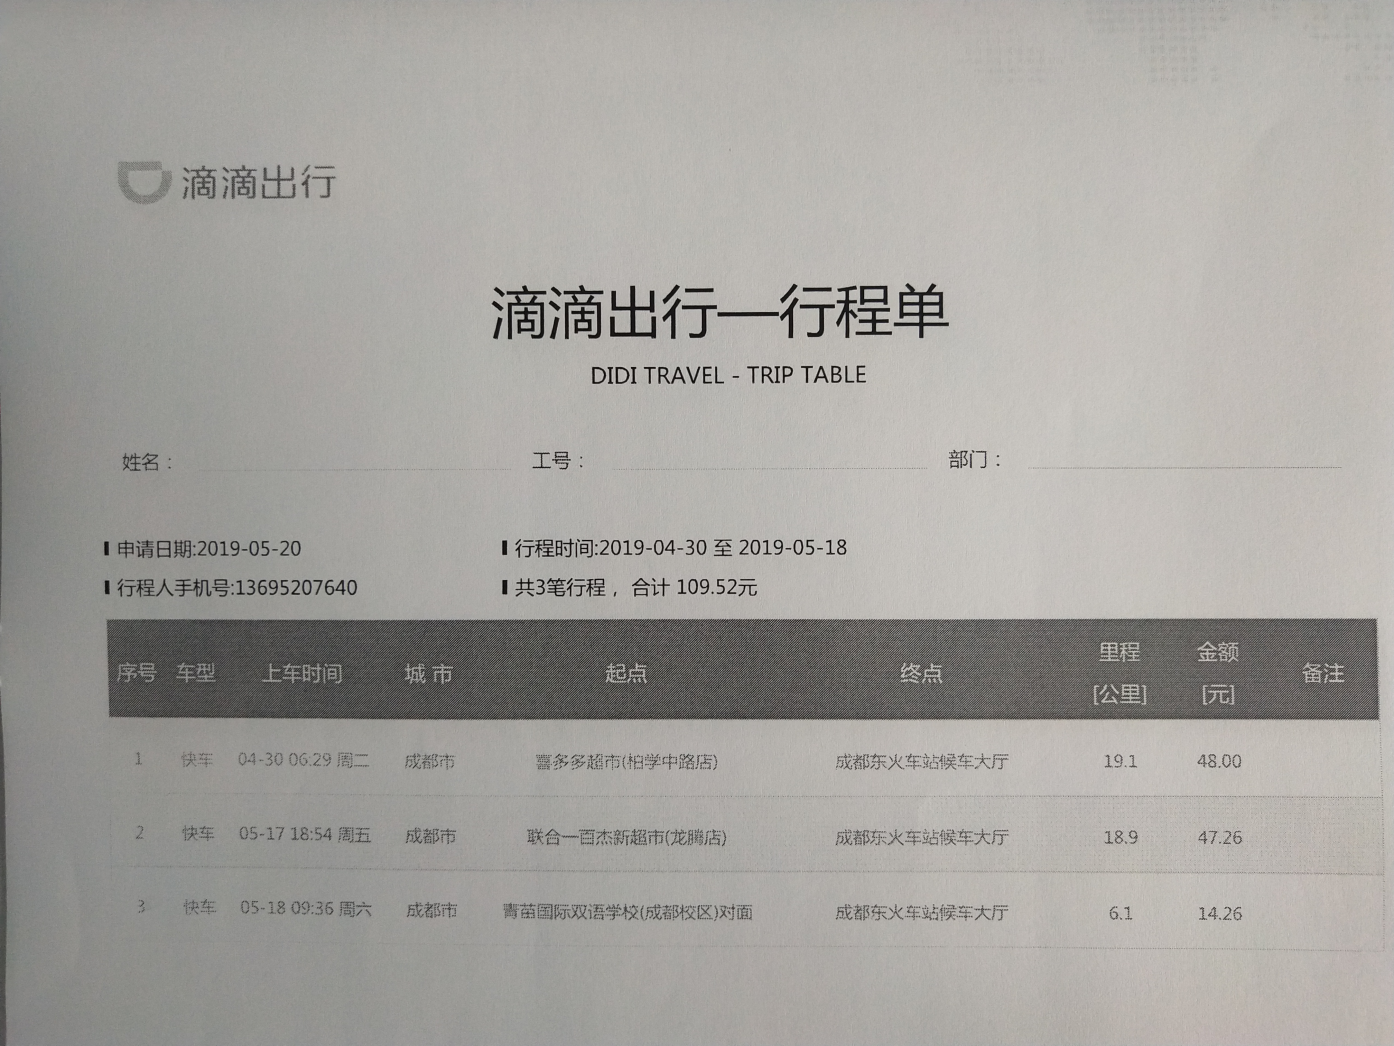 滴滴出行
滴滴出行—行程单
DIDI TRAVEL - TRIP TABLE
姓名： 工号： 部门：
申请日期:2019-05-20 行程时间:2019-04-30 至 2019-05-18
行程人手机号:13695207640 共3笔行程， 合计 109.52元
序号 车型 上车时间 城 市 起点 终点 里程[公里] 金额[元] 备注
1 快车 04-30 06:29 周二 成都市 喜多多超市(柏学中路店) 成都东火车站候车大厅 19.1 48.00
2 快车 05-17 18:54 周五 成都市 联合一百杰新超市(龙腾店) 成都东火车站候车大厅 18.9 47.26
3 快车 05-18 09:36 周六 成都市 青苗国际双语学校(成都校区)对面 成都东火车站候车大厅 6.1 14.26